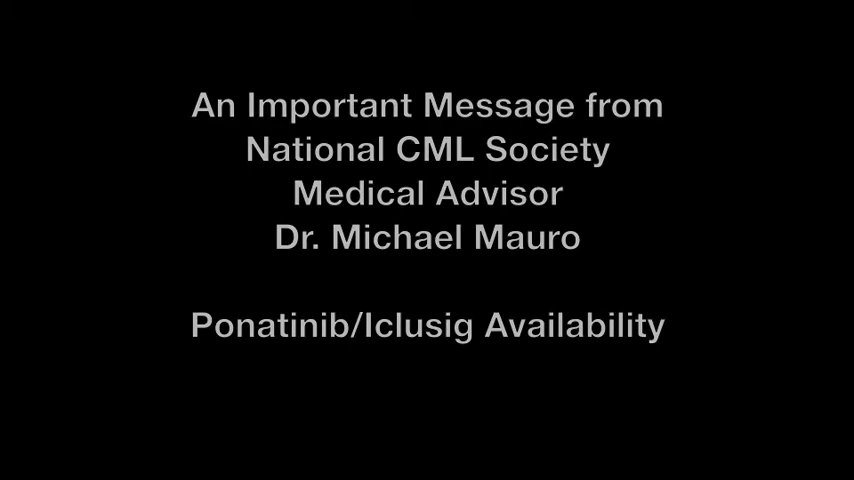 An Important Message from
National CML Society
Medical Advisor
Dr. Michael Mauro
Ponatinib/Iclusig Availability